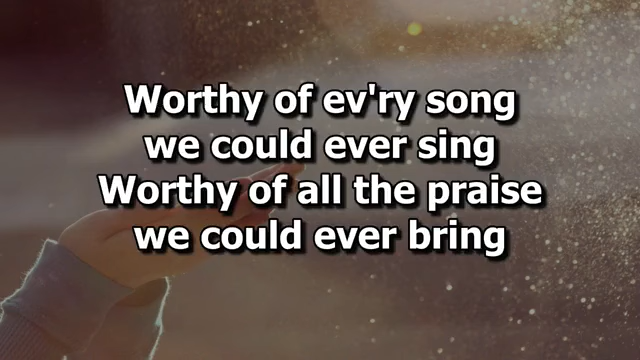 Worthy of ev'ry song
we could ever sing
Worthy of all the praise
we could ever bring